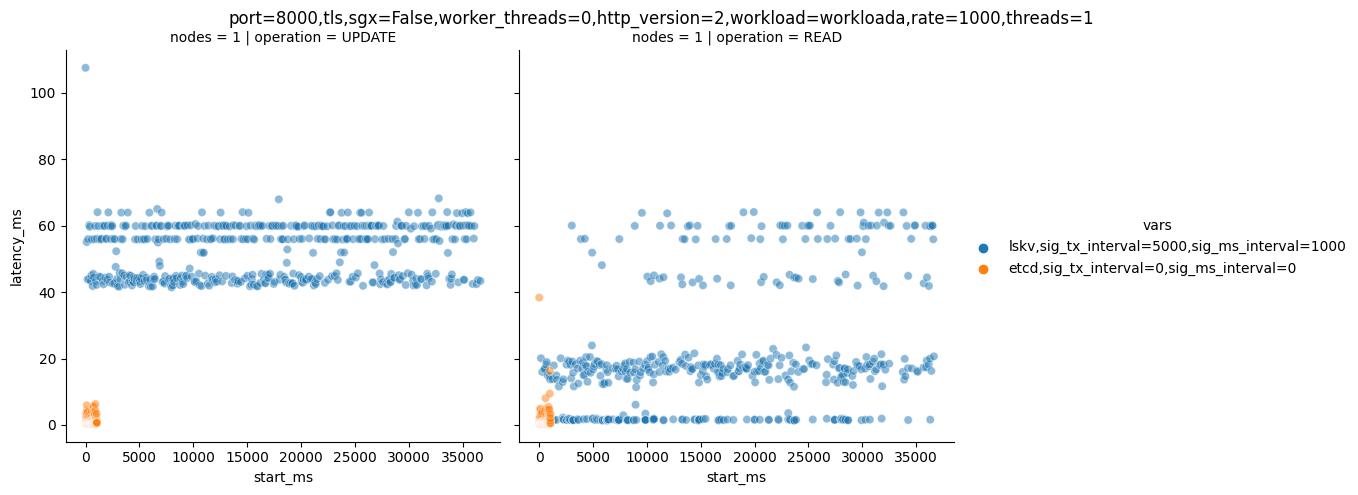 port=8000,tls,sgx=False,worker_threads=0,http_version=2,workload=workloada,rate=1000,threads=1
nodes = 1 | operation = UPDATE
nodes = 1 | operation = READ
latency_ms
100
80
60
40
20
0
0 5000 10000 15000 20000 25000 30000 35000
start_ms
0 5000 10000 15000 20000 25000 30000 35000
start_ms
vars
lskv,sig_tx_interval=5000,sig_ms_interval=1000
etcd,sig_tx_interval=0,sig_ms_interval=0